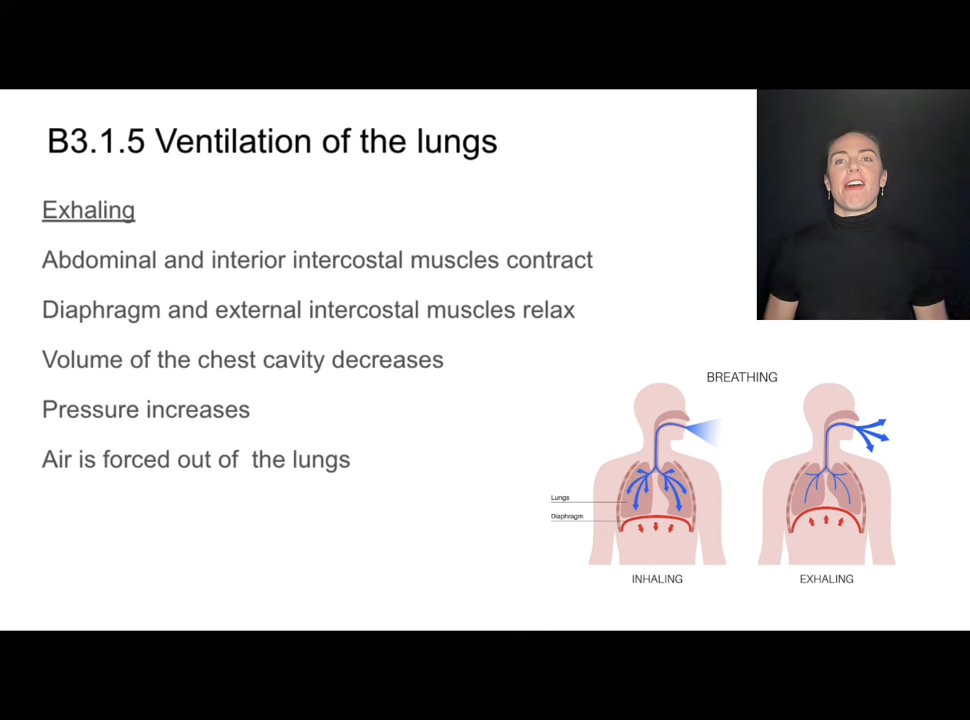 B3.1.5 Ventilation of the lungs
Exhaling
Abdominal and interior intercostal muscles contract
Diaphragm and external intercostal muscles relax
Volume of the chest cavity decreases
Pressure increases
Air is forced out of the lungs
BREATHING
Lungs
Diaphragm
INHALING
EXHALING